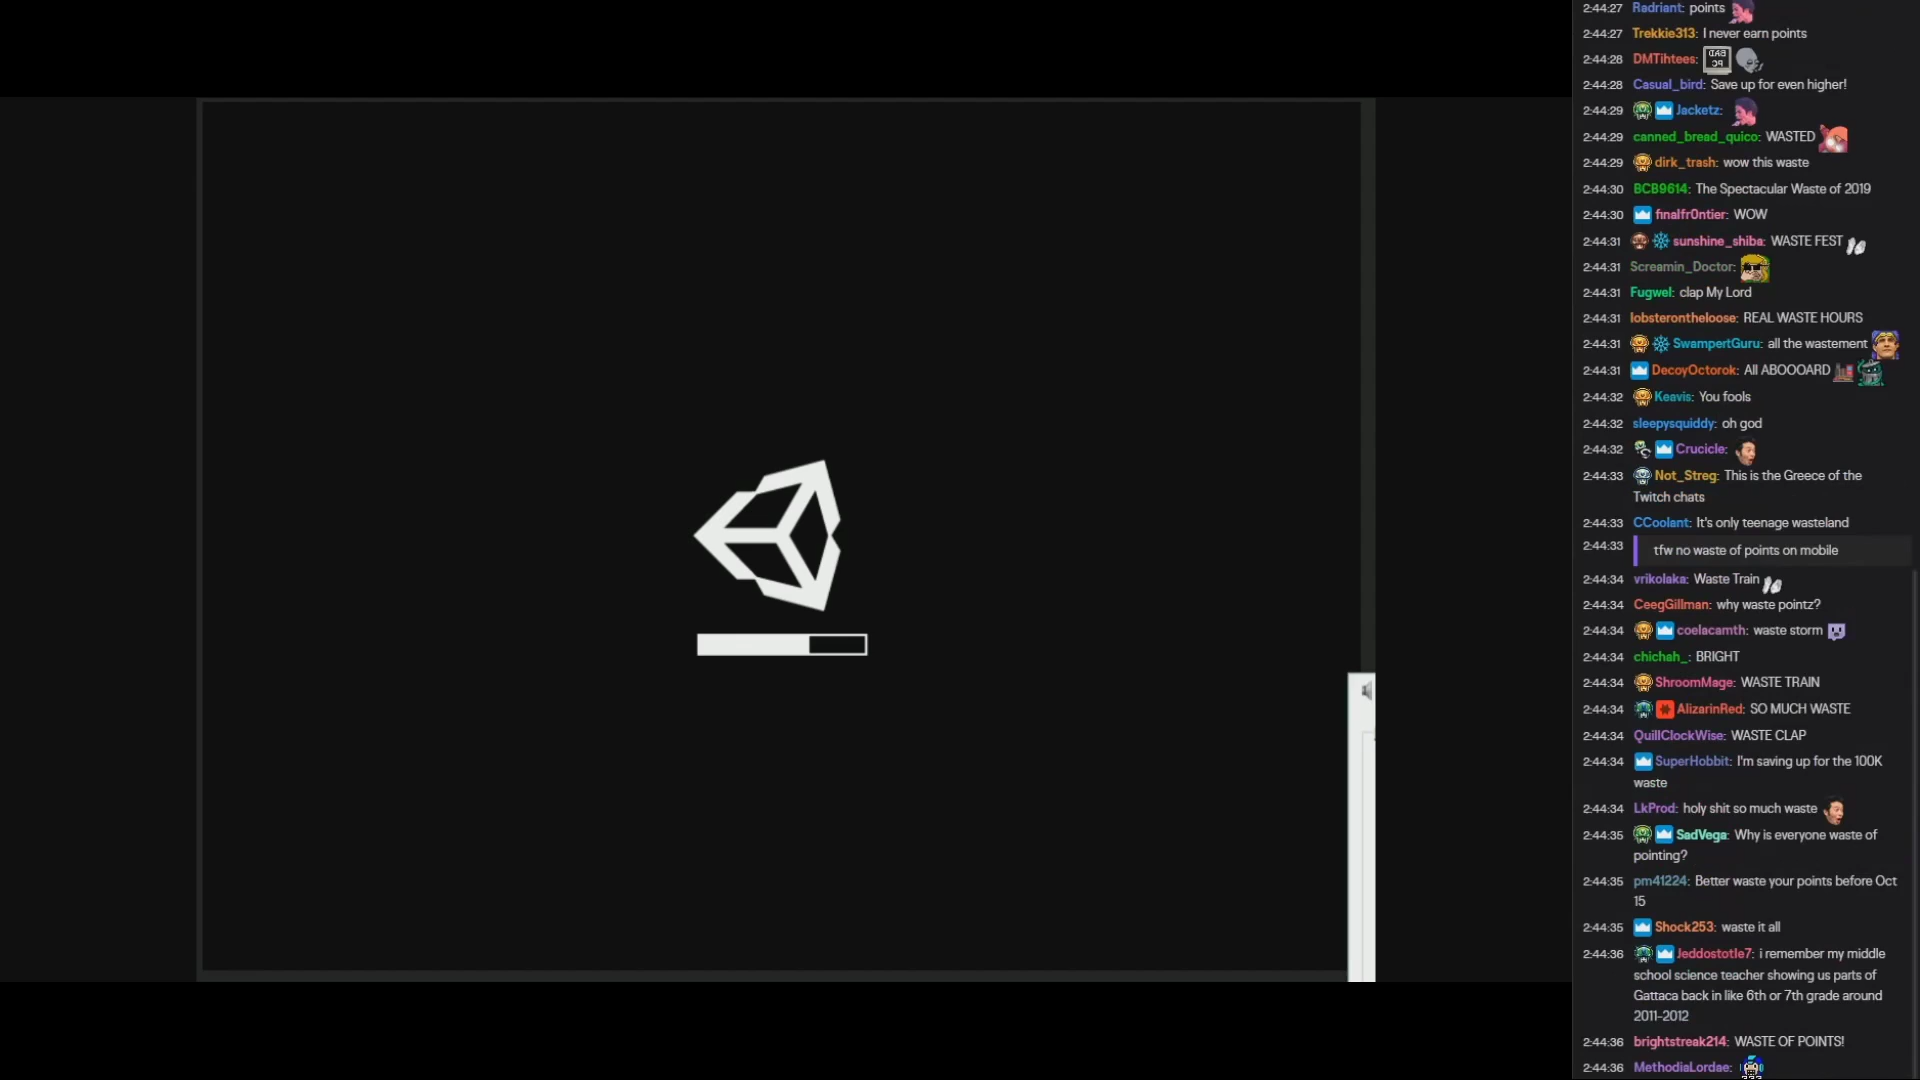 2:44:27 Radriant: points
2:44:27 Trekkie313: I never earn points
2:44:28 DMTihtees:
2:44:28 Casual_bird: Save up for even higher!
2:44:29 Jacketz:
2:44:29 canned_bread_quico: WASTED
2:44:29 dirk_trash: wow this waste
2:44:30 BCB9614: The Spectacular Waste of 2019
2:44:30 finalfr0ntier: WOW
2:44:31 sunshine_shiba: WASTE FEST
2:44:31 Screamin_Doctor:
2:44:31 Fugwel: clap My Lord
2:44:31 lobsterontheloose: REAL WASTE HOURS
2:44:31 SwampertGuru: all the wastement
2:44:31 DecoyOctorok: All ABOOOARD
2:44:32 Keavis: You fools
2:44:32 sleepysquiddy: oh god
2:44:32 Crucicle:
2:44:33 Not_Streg: This is the Greece of the
Twitch chats
2:44:33 CCoolant: It's only teenage wasteland
2:44:33 tfw no waste of points on mobile
2:44:34 vrikolaka: Waste Train
2:44:34 CeegGillman: why waste pointz?
2:44:34 coelacamth: waste storm
2:44:34 chichah_: BRIGHT
2:44:34 ShroomMage: WASTE TRAIN
2:44:34 AlizarinRed: SO MUCH WASTE
2:44:34 QuillClockWise: WASTE CLAP
2:44:34 SuperHobbit: I'm saving up for the 100K
waste
2:44:34 LkProd: holy shit so much waste
2:44:35 SadVega: Why is everyone waste of
pointing?
2:44:35 pm41224: Better waste your points before Oct
15
2:44:35 Shock253: waste it all
2:44:36 Jeddostotle7: i remember my middle
school science teacher showing us parts of
Gattaca back in like 6th or 7th grade around
2011-2012
2:44:36 brightstreak214: WASTE OF POINTS!
2:44:36 MethodiaLordae: